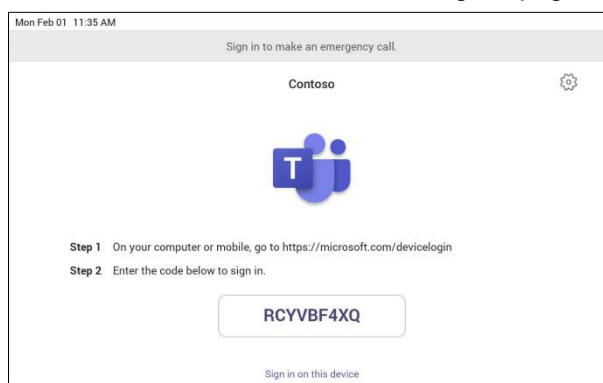 Mon Feb 01 11:35 AM
Sign in to make an emergency call.
Contoso
T
Step 1 On your computer or mobile, go to https://microsoft.com/devicelogin
Step 2 Enter the code below to sign in.
RCYVBF4XQ
Sign in on this device